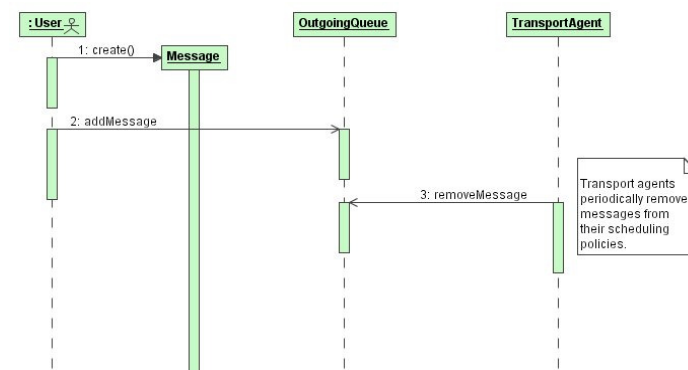 : User
OutgoingQueue
TransportAgent
1: create()
Message
2: addMessage
3: removeMessage
Transport agents
periodically remove
messages from
their scheduling
policies.